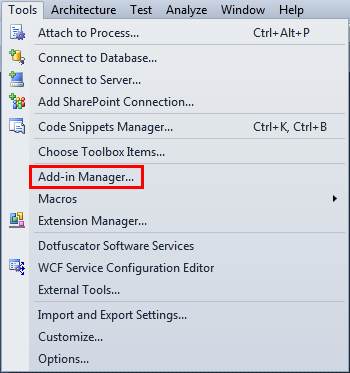 Tools Architecture Test Analyze Window Help
Attach to Process... Ctrl+Alt+P
Connect to Database...
Connect to Server...
Add SharePoint Connection...
Code Snippets Manager... Ctrl+K, Ctrl+B
Choose Toolbox Items...
Add-in Manager...
Macros
Extension Manager...
Dotfuscator Software Services
WCF Service Configuration Editor
External Tools...
Import and Export Settings...
Customize...
Options...